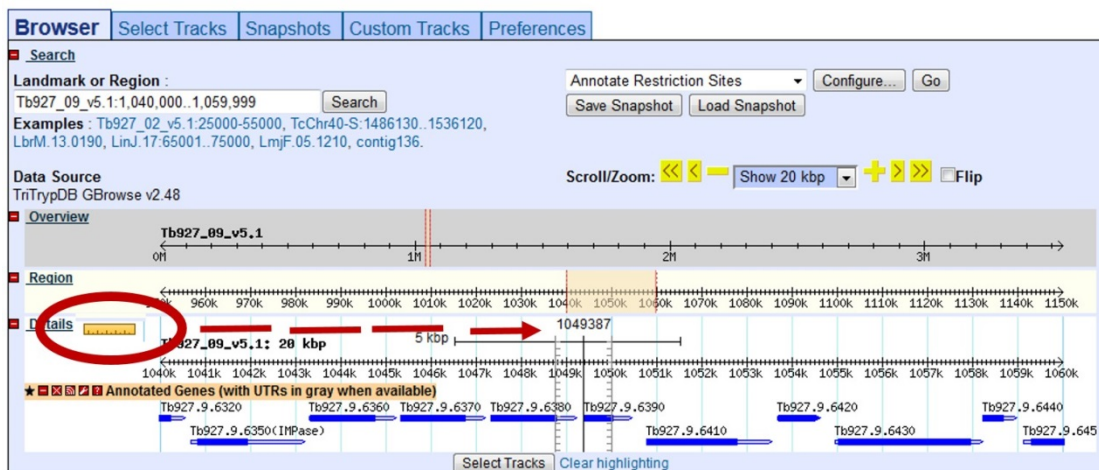 Browser Select Tracks Snapshots Custom Tracks Preferences
Search
Landmark or Region :
Tb927_09_v5.1:1,040,000..1,059,999 Search
Examples : Tb927_02_v5.1:25000-55000, TcChr40-S:1486130..1536120,
LbrM.13.0190, LinJ.17:65001..75000, LmjF.05.1210, contig136.
Annotate Restriction Sites Configure... Go
Save Snapshot Load Snapshot
Data Source
TriTrypDB GBrowse v2.48
Scroll/Zoom: << < Show 20 kbp > >> Flip
Overview
Tb927_09_v5.1
0M 1M 2M 3M
Region
960k 970k 980k 990k 1000k 1010k 1020k 1030k 1040k 1050k 1060k 1070k 1080k 1090k 1100k 1110k 1120k 1130k 1140k 1150k
Details 1049387
5 kbp
Tb927_09_v5.1: 20 kbp
1040k 1041k 1042k 1043k 1044k 1045k 1046k 1047k 1048k 1049k 1050k 1051k 1052k 1053k 1054k 1055k 1056k 1057k 1058k 1059k 1060k
Annotated Genes (with UTRs in gray when available)
Tb927.9.6320 Tb927.9.6360 Tb927.9.6370 Tb927.9.6380 Tb927.9.6390 Tb927.9.6420 Tb927.9.6440
Tb927.9.6350(IMPase) Tb927.9.6410 Tb927.9.6430 Tb927.9.645
Select Tracks Clear highlighting